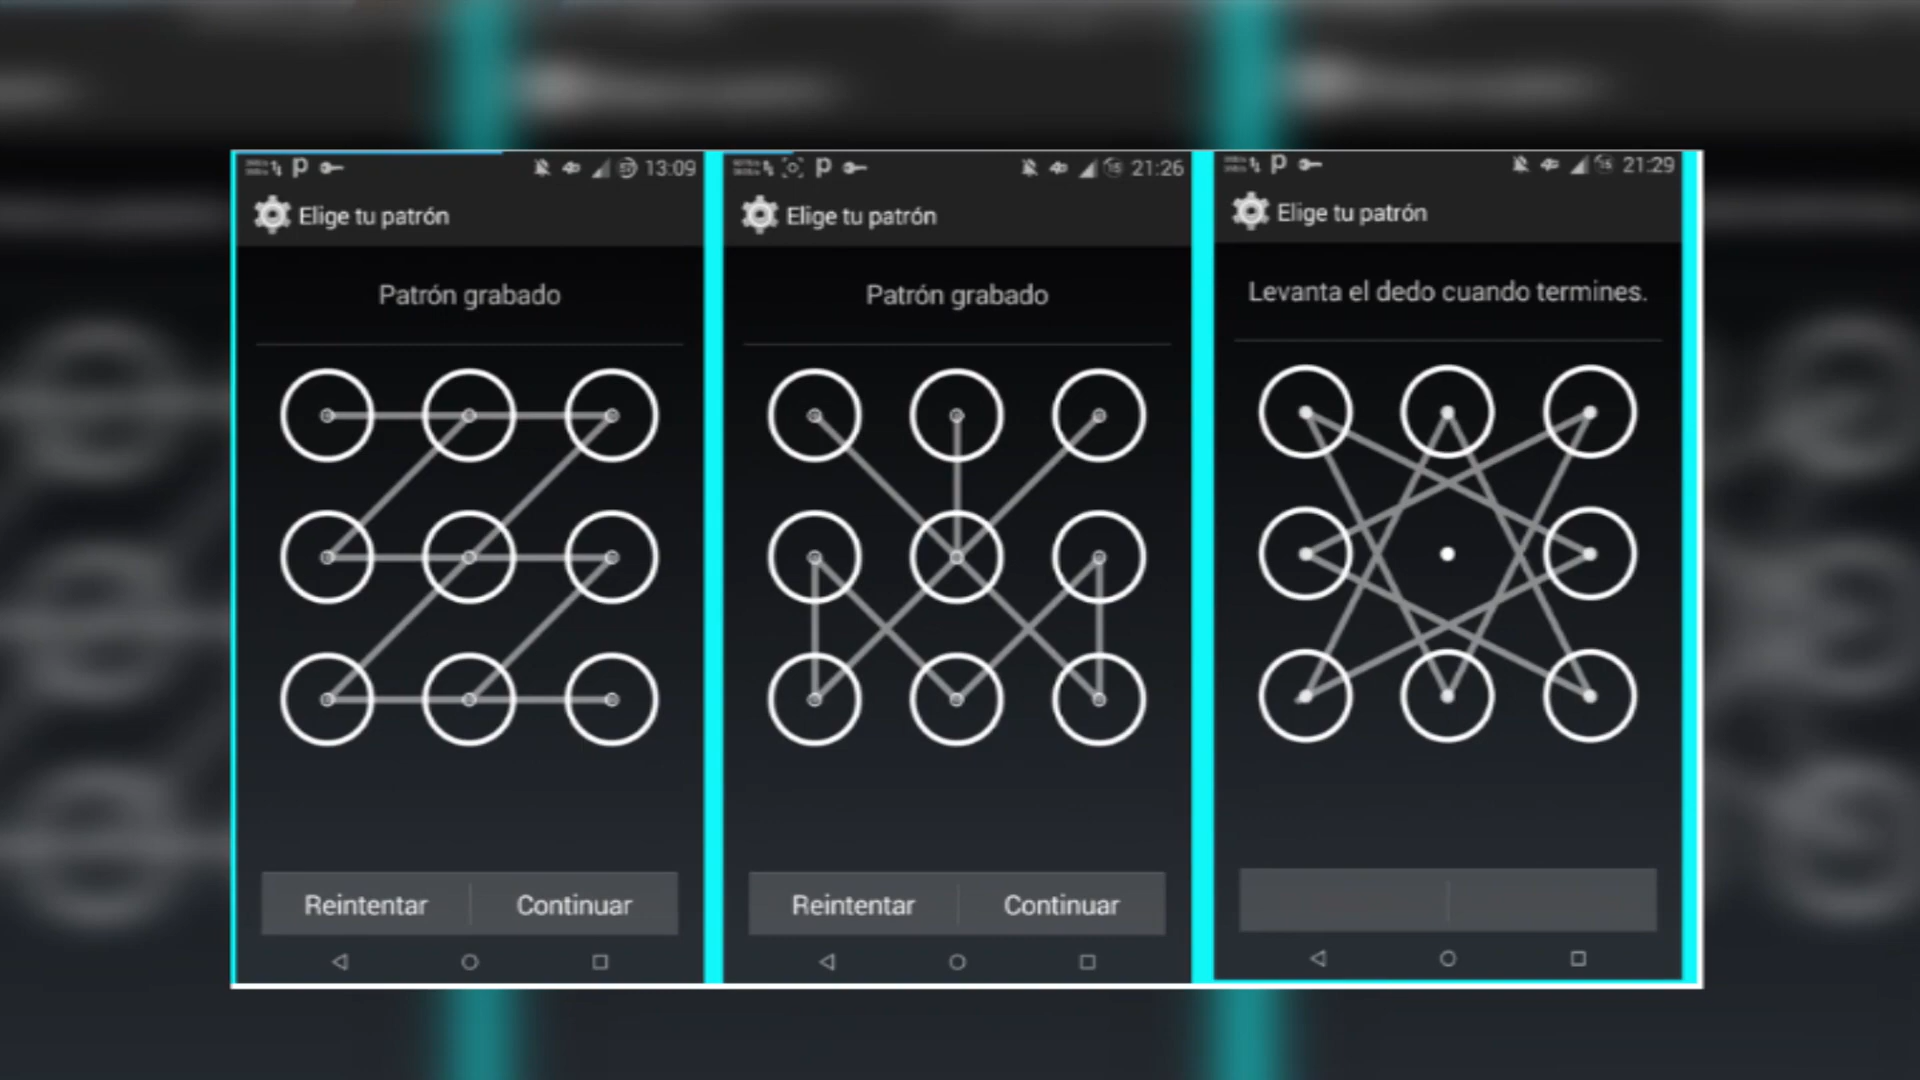 P
13:09
Elige tu patrón
Patrón grabado
Reintentar
Continuar
P
21:26
Elige tu patrón
Patrón grabado
Reintentar
Continuar
P
21:29
Elige tu patrón
Levanta el dedo cuando termines.